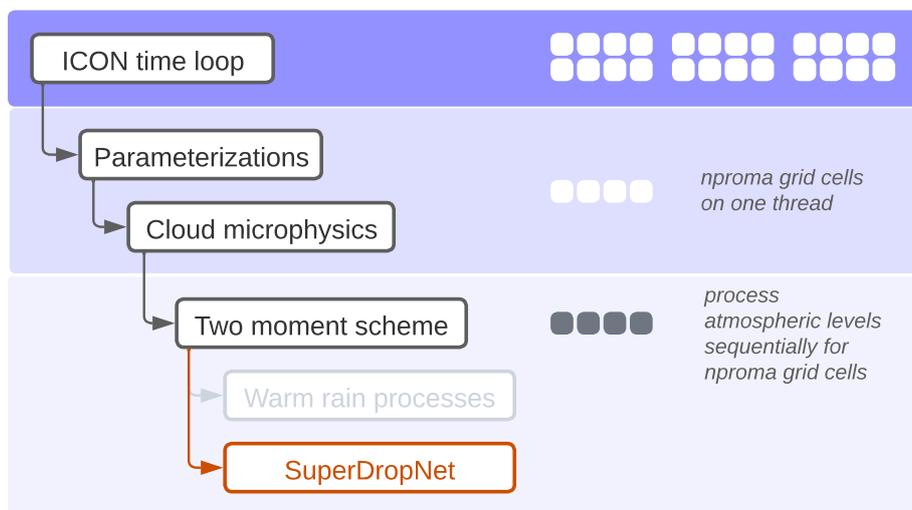 ICON time loop
Parameterizations
nproma grid cells
on one thread
Cloud microphysics
Two moment scheme
process
atmospheric levels
sequentially for
nproma grid cells
Warm rain processes
SuperDropNet